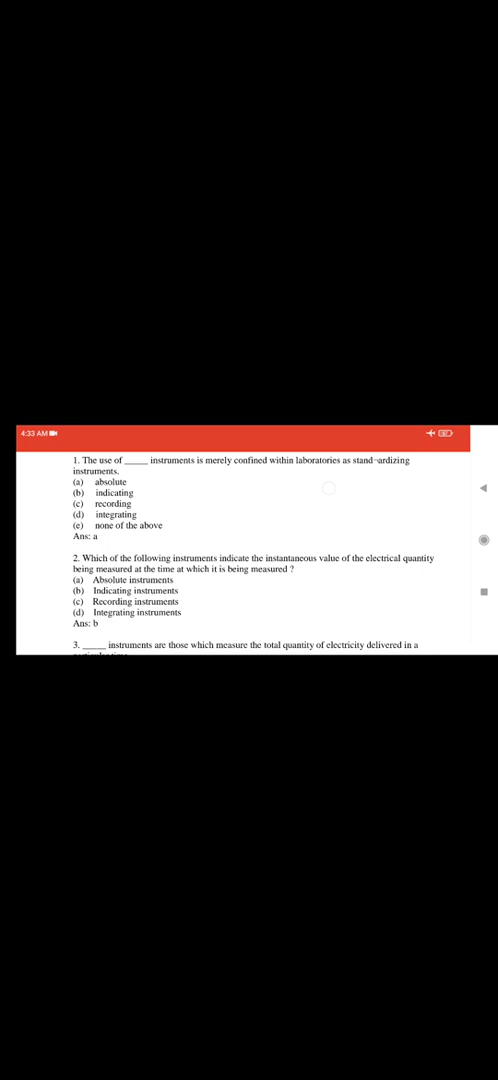 4:33 AM
1. The use of _____ instruments is merely confined within laboratories as stand¬ardizing
instruments.
(a) absolute
(b) indicating
(c) recording
(d) integrating
(e) none of the above
Ans: a
2. Which of the following instruments indicate the instantaneous value of the electrical quantity
being measured at the time at which it is being measured ?
(a) Absolute instruments
(b) Indicating instruments
(c) Recording instruments
(d) Integrating instruments
Ans: b
3. _____ instruments are those which measure the total quantity of electricity delivered in a